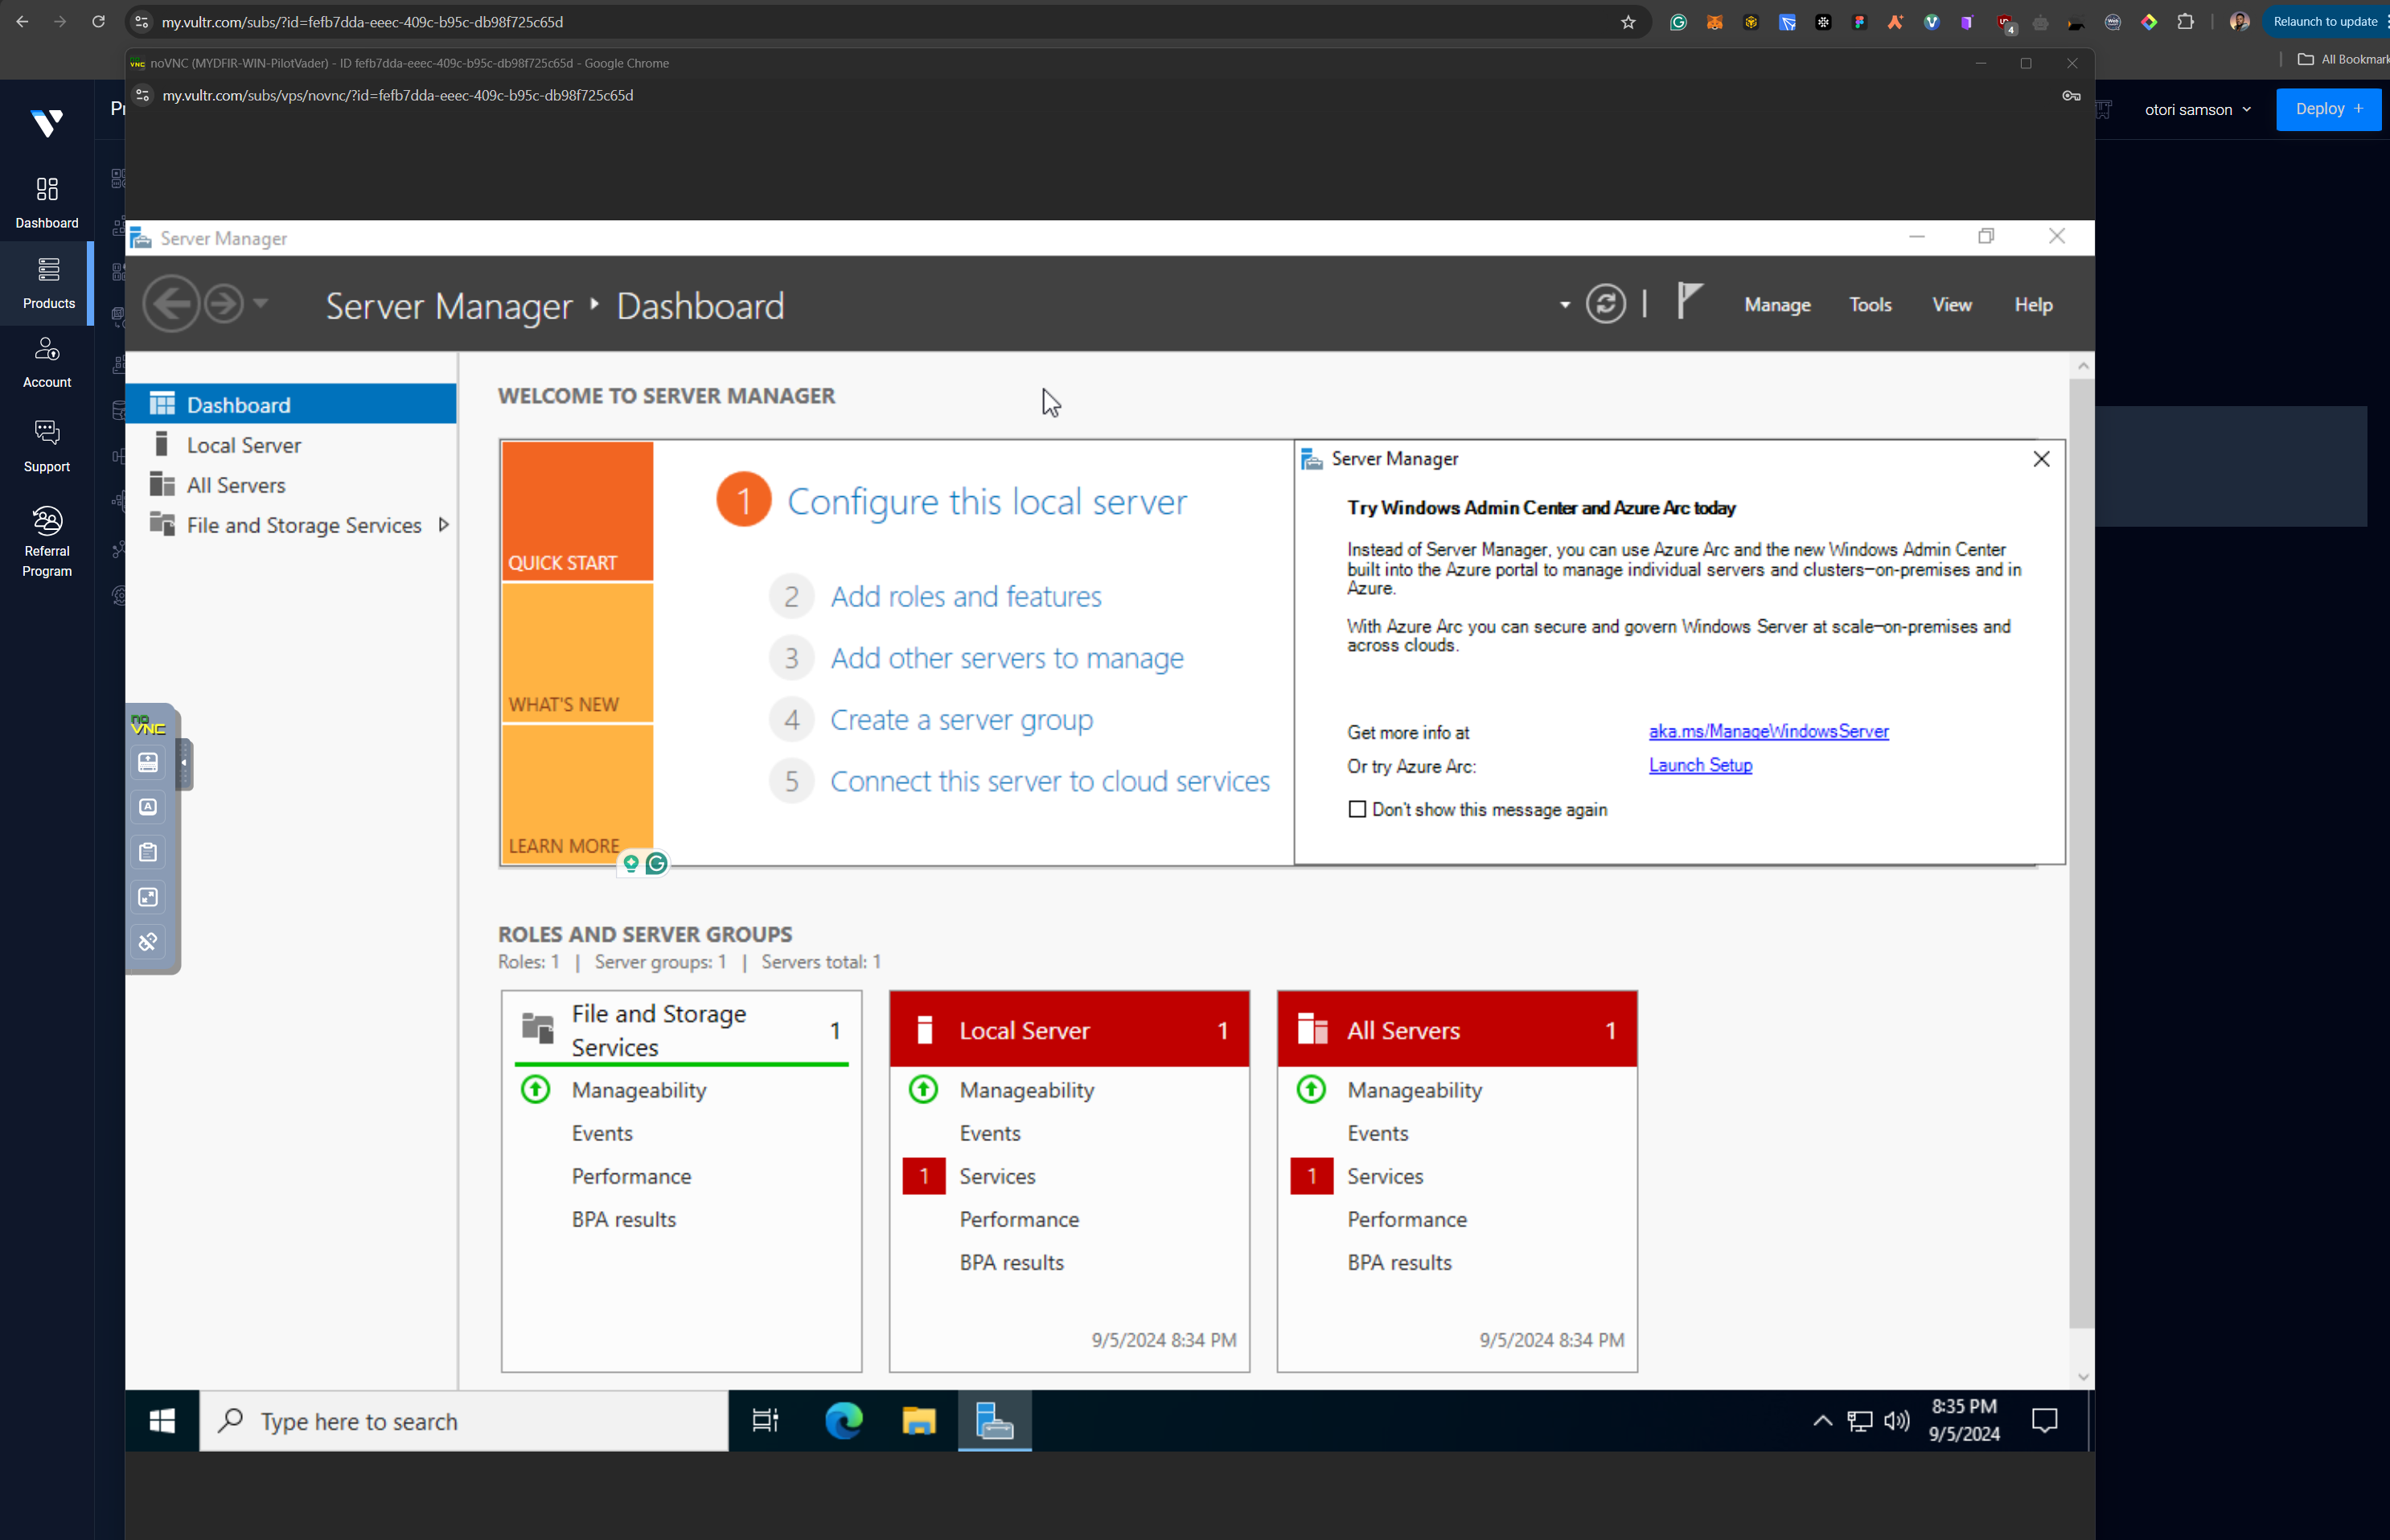 my.vultr.com/subs/?id=fefb7dda-eeec-409c-b95c-db98f725c65d
4
Relaunch to update
All Bookmark
noVNC (MYDFIR-WIN-PilotVader) - ID fefb7dda-eeec-409c-b95c-db98f725c65d - Google Chrome
my.vultr.com/subs/vps/novnc/?id=fefb7dda-eeec-409c-b95c-db98f725c65d
otori samson
Deploy +
Dashboard
Products
Account
Support
Referral
Program
Server Manager
Server Manager ‣ Dashboard
Manage
Tools
View
Help
Dashboard
Local Server
All Servers
File and Storage Services
WELCOME TO SERVER MANAGER
QUICK START
WHAT'S NEW
LEARN MORE
1 Configure this local server
2 Add roles and features
3 Add other servers to manage
4 Create a server group
5 Connect this server to cloud services
Server Manager
Try Windows Admin Center and Azure Arc today
Instead of Server Manager, you can use Azure Arc and the new Windows Admin Center
built into the Azure portal to manage individual servers and clusters–on-premises and in
Azure.
With Azure Arc you can secure and govern Windows Server at scale–on-premises and
across clouds.
Get more info at
aka.ms/ManageWindowsServer
Or try Azure Arc:
Launch Setup
Don't show this message again
no
VNC
ROLES AND SERVER GROUPS
Roles: 1 | Server groups: 1 | Servers total: 1
File and Storage
Services
1
Manageability
Events
Performance
BPA results
Local Server 1
Manageability
Events
1 Services
Performance
BPA results
9/5/2024 8:34 PM
All Servers 1
Manageability
Events
1 Services
Performance
BPA results
9/5/2024 8:34 PM
Type here to search
8:35 PM
9/5/2024